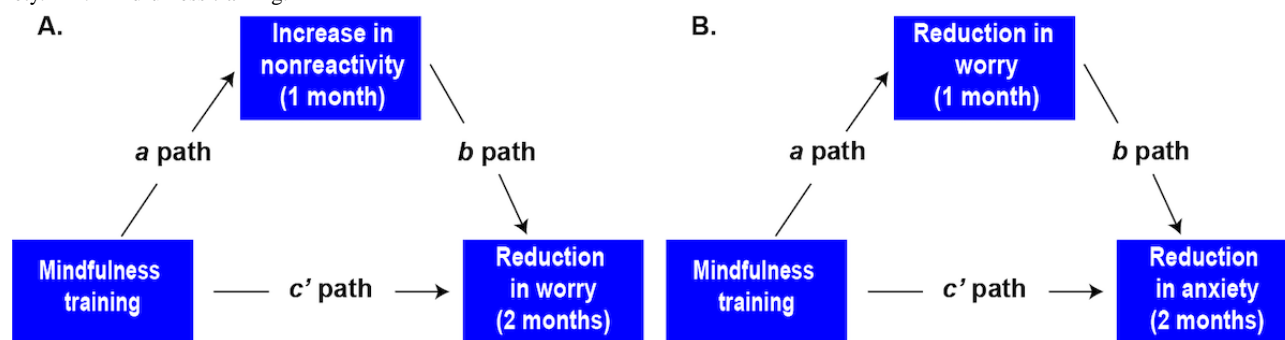 A.
Increase in
nonreactivity
(1 month)
a path
b path
Mindfulness
training
c' path
Reduction
in worry
(2 months)
B.
Reduction in
worry
(1 month)
a path
b path
Mindfulness
training
c' path
Reduction
in anxiety
(2 months)